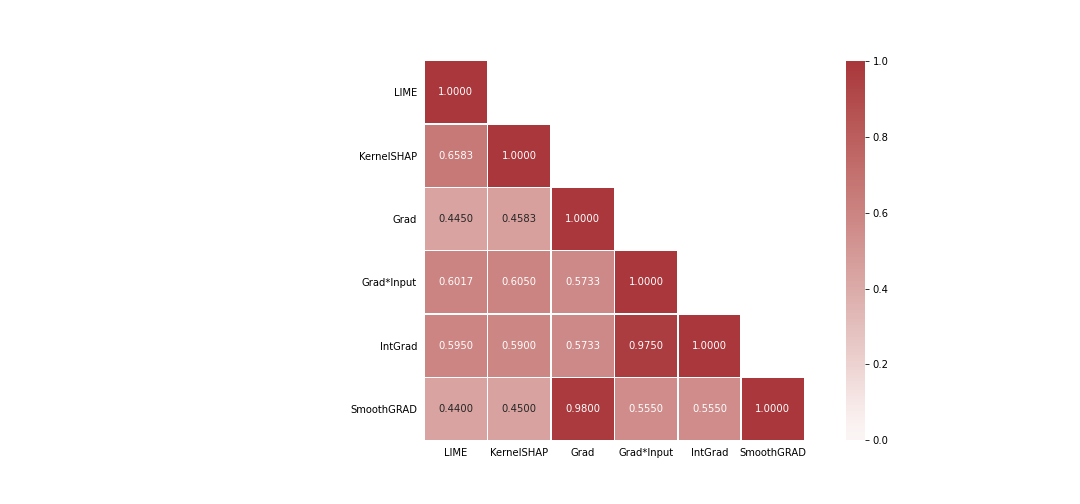 LIME 1.0000
KernelSHAP 0.6583 1.0000
Grad 0.4450 0.4583 1.0000
Grad*Input 0.6017 0.6050 0.5733 1.0000
IntGrad 0.5950 0.5900 0.5733 0.9750 1.0000
SmoothGRAD 0.4400 0.4500 0.9800 0.5550 0.5550 1.0000
LIME KernelSHAP Grad Grad*Input IntGrad SmoothGRAD
1.0
0.8
0.6
0.4
0.2
0.0